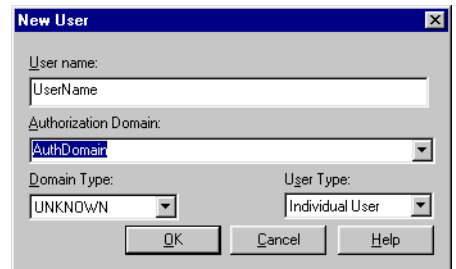 New User
User name:
UserName
Authorization Domain:
AuthDomain
Domain Type: User Type:
UNKNOWN Individual User
OK Cancel Help